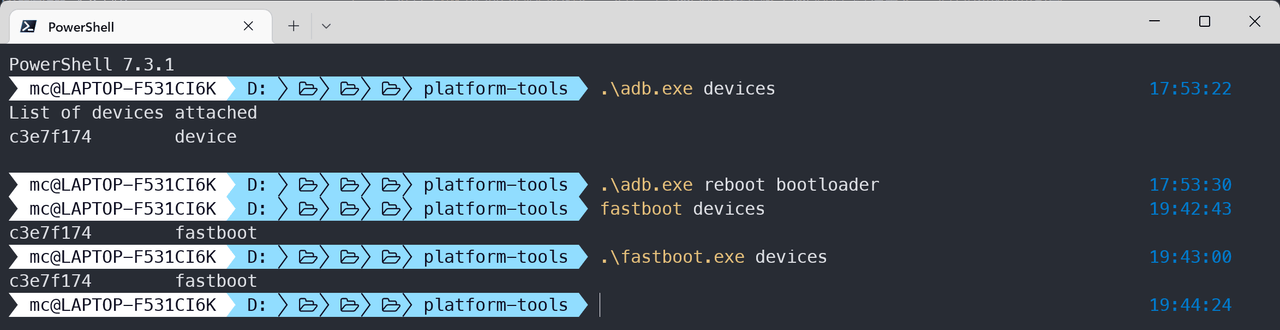 PowerShell
PowerShell 7.3.1
mc@LAPTOP-F531CI6K D: platform-tools .\adb.exe devices 17:53:22
List of devices attached
c3e7f174 device
mc@LAPTOP-F531CI6K D: platform-tools .\adb.exe reboot bootloader 17:53:30
mc@LAPTOP-F531CI6K D: platform-tools fastboot devices 19:42:43
c3e7f174 fastboot
mc@LAPTOP-F531CI6K D: platform-tools .\fastboot.exe devices 19:43:00
c3e7f174 fastboot
mc@LAPTOP-F531CI6K D: platform-tools 19:44:24